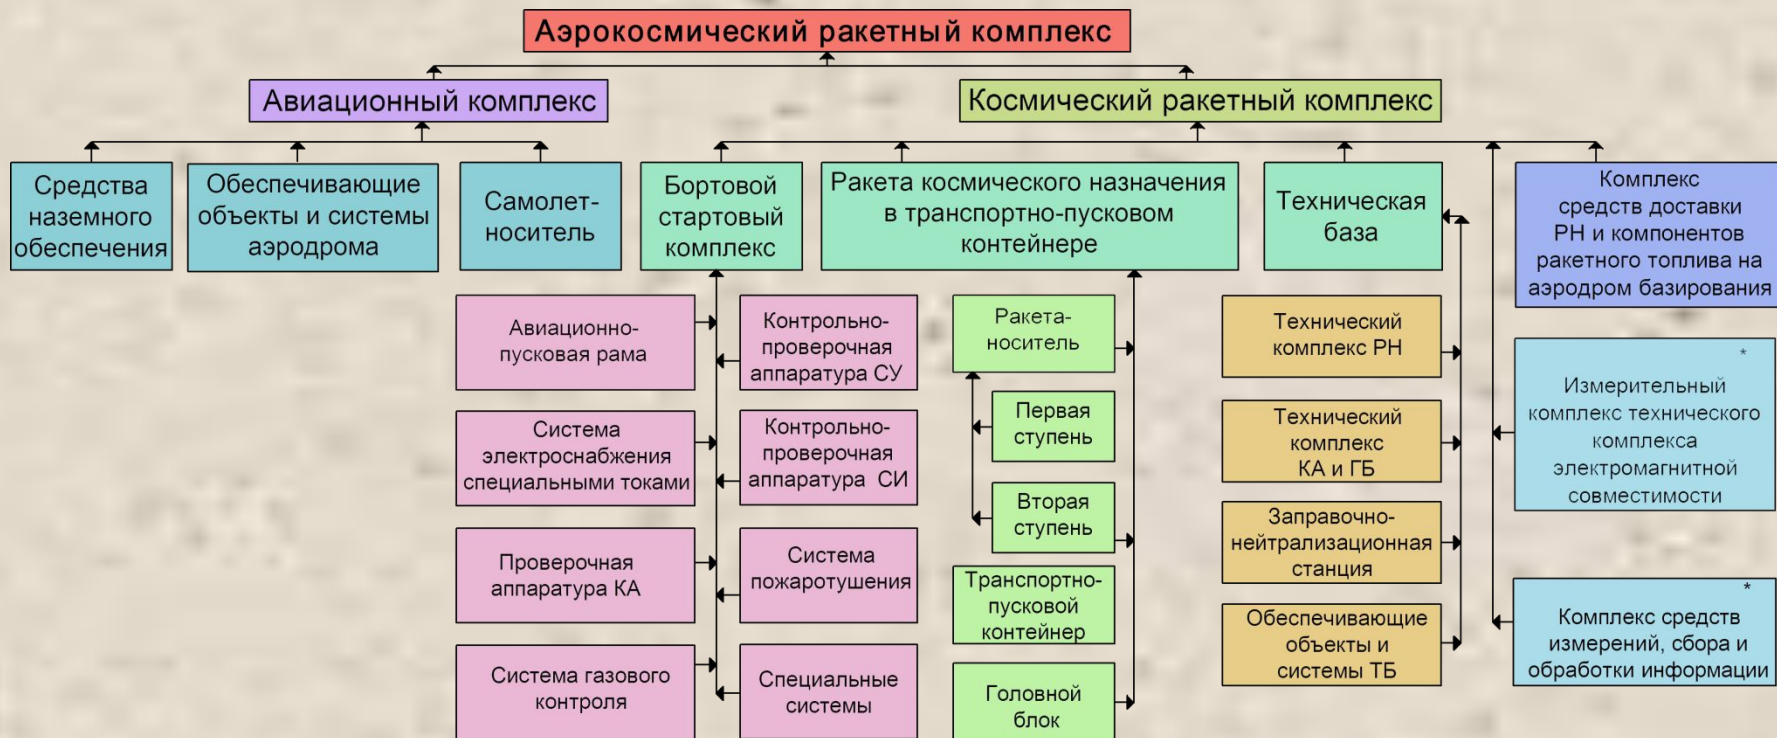 Аэрокосмический ракетный комплекс
Авиационный комплекс
Космический ракетный комплекс
Средства
наземного
обеспечения
Обеспечивающие
объекты и системы
аэродрома
Самолет-
носитель
Бортовой
стартовый
комплекс
Ракета космического назначения
в транспортно-пусковом
контейнере
Техническая
база
Комплекс
средств доставки
РН и компонентов
ракетного топлива на
аэродром базирования
Авиационно-
пусковая рама
Контрольно-
проверочная
аппаратура СУ
Система
электроснабжения
специальными токами
Контрольно-
проверочная
аппаратура СИ
Проверочная
аппаратура КА
Система
пожаротушения
Система газового
контроля
Специальные
системы
Ракета-
носитель
Первая
ступень
Вторая
ступень
Транспортно-
пусковой
контейнер
Головной
блок
Технический
комплекс РН
Технический
комплекс
КА и ГБ
Заправочно-
нейтрализационная
станция
Обеспечивающие
объекты и
системы ТБ
*
Измерительный
комплекс технического
комплекса
электромагнитной
совместимости
*
Комплекс средств
измерений, сбора и
обработки информации